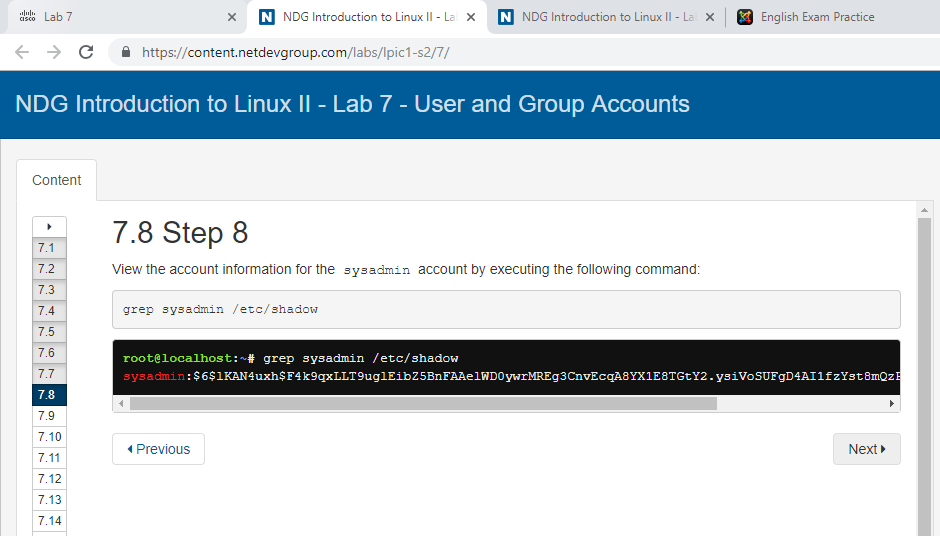 Lab 7
NDG Introduction to Linux II - Lab
NDG Introduction to Linux II - La
English Exam Practice
https://content.netdevgroup.com/labs/lpic1-s2/7/
NDG Introduction to Linux II - Lab 7 - User and Group Accounts
Content
7.1
7.2
7.3
7.4
7.5
7.6
7.7
7.8
7.9
7.10
7.11
7.12
7.13
7.14
7.8 Step 8
View the account information for the sysadmin account by executing the following command:
grep sysadmin /etc/shadow
root@localhost:~# grep sysadmin /etc/shadow
sysadmin:$6$lKAN4uxh$F4k9qxLLT9uglEibZ5BnFAAelWD0ywrMREg3CnvEcqA8YX1E8TGtY2.ysiVoSUFgD4AI1fzYst8mQzF
Previous
Next